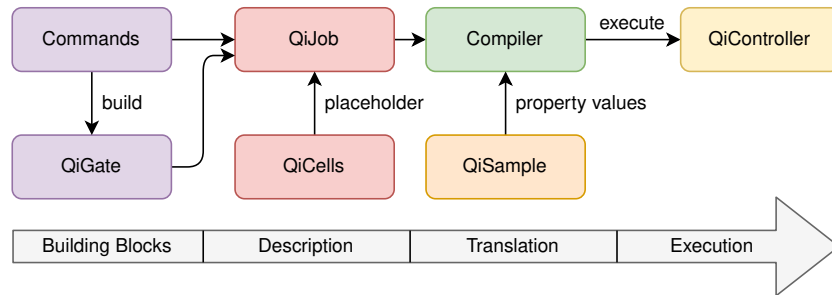 Commands
QiJob
Compiler
execute
QiController
build
placeholder
property values
QiGate
QiCells
QiSample
Building Blocks
Description
Translation
Execution